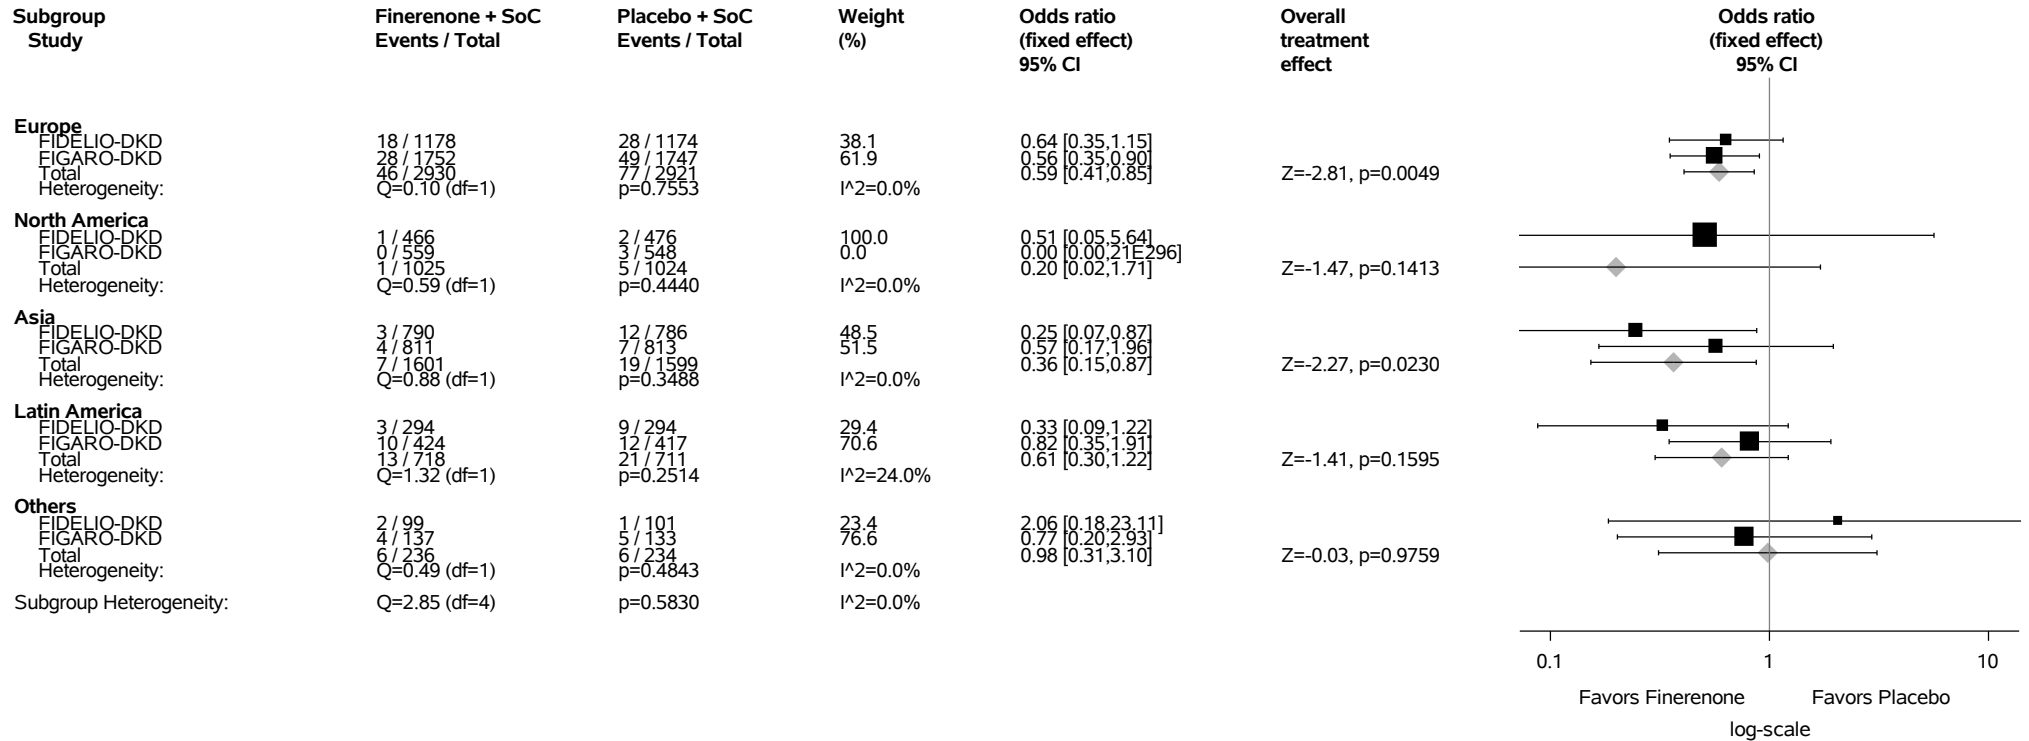 Subgroup Finerenone + SoC Placebo + SoC Weight Odds ratio Overall Odds ratio
Study Events / Total Events / Total (%) (fixed effect) treatment (fixed effect)
95% CI effect 95% CI
Europe
FIDELIO-DKD 18 / 1178 28 / 1174 38.1 0.64 [0.35,1.15]
FIGARO-DKD 28 / 1752 49 / 1747 61.9 0.56 [0.35,0.90]
Total 46 / 2930 77 / 2921 0.59 [0.41,0.85] Z=-2.81, p=0.0049
Heterogeneity: Q=0.10 (df=1) p=0.7553 I^2=0.0%
North America
FIDELIO-DKD 1 / 466 2 / 476 100.0 0.51 [0.05,5.64]
FIGARO-DKD 0 / 559 3 / 548 0.0 0.00 [0.00,21E296]
Total 1 / 1025 5 / 1024 0.20 [0.02,1.71] Z=-1.47, p=0.1413
Heterogeneity: Q=0.59 (df=1) p=0.4440 I^2=0.0%
Asia
FIDELIO-DKD 3 / 790 12 / 786 48.5 0.25 [0.07,0.87]
FIGARO-DKD 4 / 811 7 / 813 51.5 0.57 [0.17,1.96]
Total 7 / 1601 19 / 1599 0.36 [0.15,0.87] Z=-2.27, p=0.0230
Heterogeneity: Q=0.88 (df=1) p=0.3488 I^2=0.0%
Latin America
FIDELIO-DKD 3 / 294 9 / 294 29.4 0.33 [0.09,1.22]
FIGARO-DKD 10 / 424 12 / 417 70.6 0.82 [0.35,1.91]
Total 13 / 718 21 / 711 0.61 [0.30,1.22] Z=-1.41, p=0.1595
Heterogeneity: Q=1.32 (df=1) p=0.2514 I^2=24.0%
Others
FIDELIO-DKD 2 / 99 1 / 101 23.4 2.06 [0.18,23.11]
FIGARO-DKD 4 / 137 5 / 133 76.6 0.77 [0.20,2.93]
Total 6 / 236 6 / 234 0.98 [0.31,3.10] Z=-0.03, p=0.9759
Heterogeneity: Q=0.49 (df=1) p=0.4843 I^2=0.0%
Subgroup Heterogeneity: Q=2.85 (df=4) p=0.5830 I^2=0.0%
0.1 1 10
Favors Finerenone Favors Placebo
log-scale